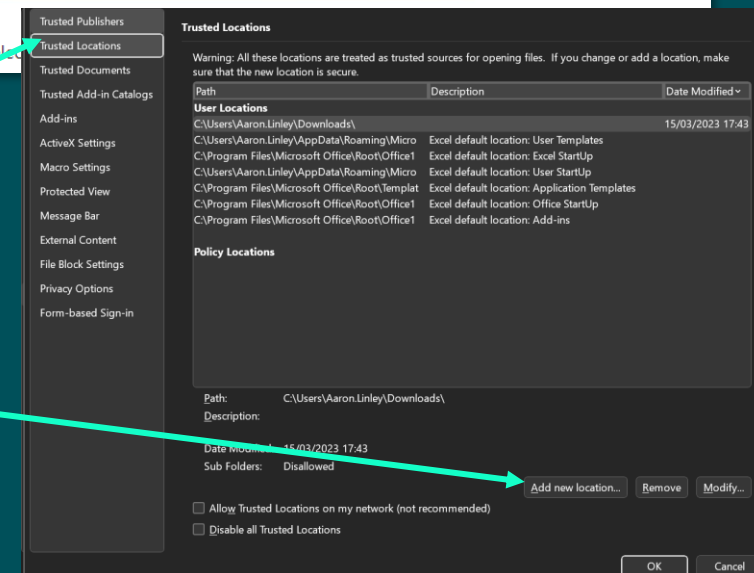 Trusted Publishers
Trusted Locations
Trusted Documents
Trusted Add-in Catalogs
Add-ins
ActiveX Settings
Macro Settings
Protected View
Message Bar
External Content
File Block Settings
Privacy Options
Form-based Sign-in
Trusted Locations
Warning: All these locations are treated as trusted sources for opening files. If you change or add a location, make
sure that the new location is secure.
Path Description Date Modified
User Locations
C:\Users\Aaron.Linley\Downloads\ 15/03/2023 17:43
C:\Users\Aaron.Linley\AppData\Roaming\Micro Excel default location: User Templates
C:\Program Files\Microsoft Office\Root\Office1 Excel default location: Excel StartUp
C:\Users\Aaron.Linley\AppData\Roaming\Micro Excel default location: User StartUp
C:\Program Files\Microsoft Office\Root\Templat Excel default location: Application Templates
C:\Program Files\Microsoft Office\Root\Office1 Excel default location: Office StartUp
C:\Program Files\Microsoft Office\Root\Office1 Excel default location: Add-ins
Policy Locations
Path: C:\Users\Aaron.Linley\Downloads\
Description:
Date Modified: 15/03/2023 17:43
Sub Folders: Disallowed
Add new location... Remove Modify...
Allow Trusted Locations on my network (not recommended)
Disable all Trusted Locations
OK Cancel